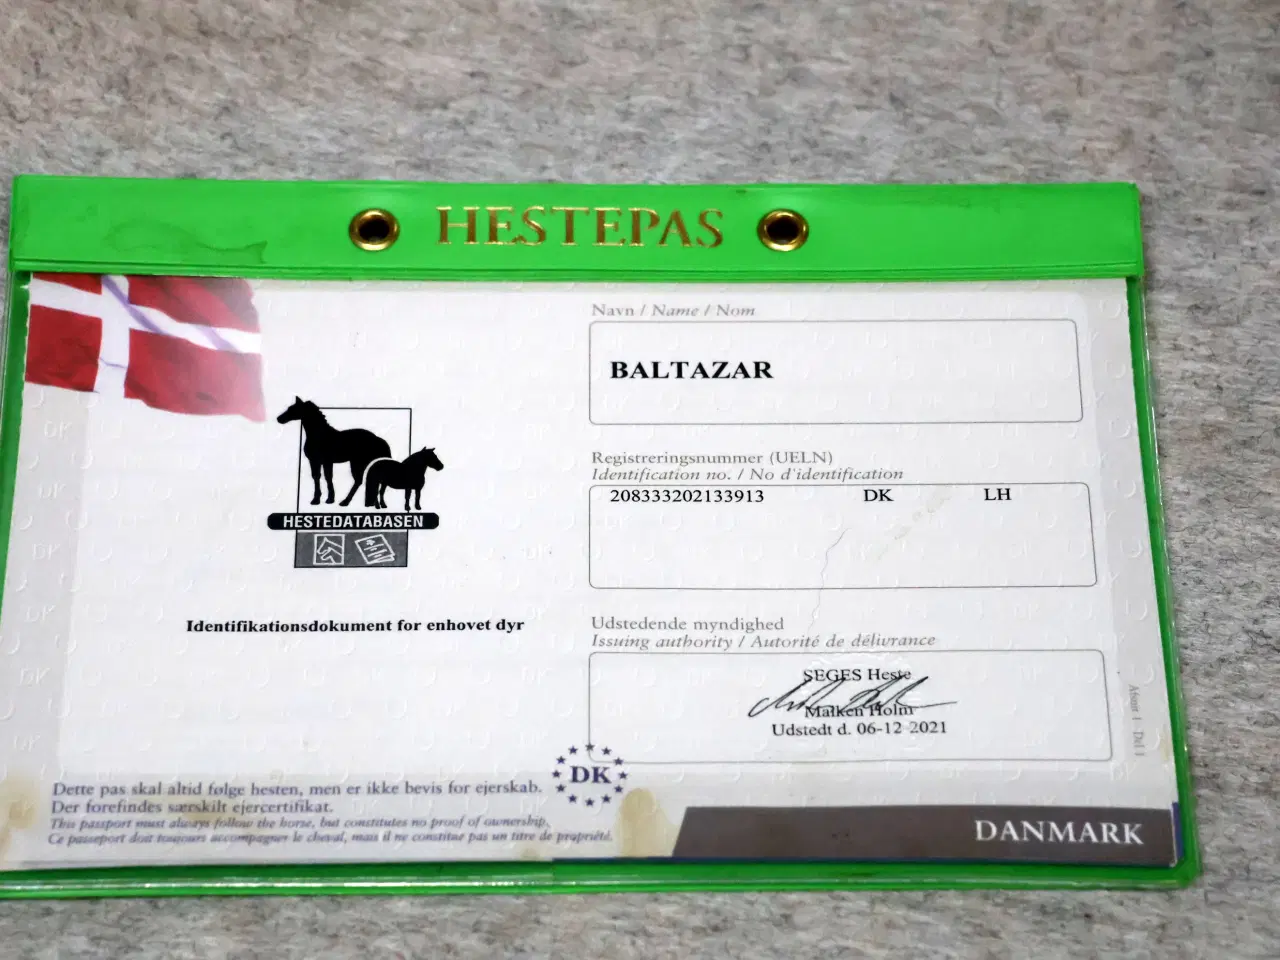 HESTEPAS
Navn / Name / Nom
BALTAZAR
HESTEDATABASEN
Registreringsnummer (UELN)
Identification no. / No d'identification
208333202133913 DK LH
Identifikationsdokument for enhovet dyr
Udstedende myndighed
Issuing authority / Autorité de délivrance
SEGES Heste
Malken Holm
Udstedt d. 06-12-2021
Afsnit 1 - Del 1
DK
Dette pas skal altid følge hesten, men er ikke bevis for ejerskab.
Der forefindes særskilt ejercertifikat.
This passport must always follow the horse, but constitutes no proof of ownership.
Ce passeport doit toujours accompagner le cheval, mais il ne constitue pas un titre de propriété.
DANMARK